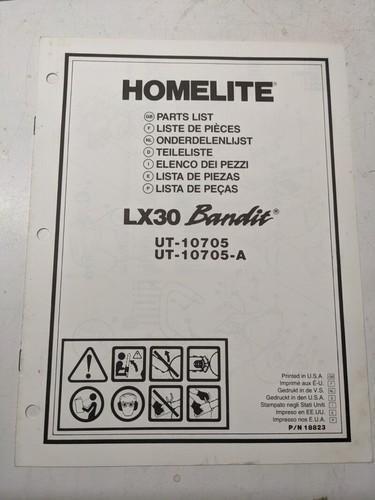 HOMELITE®
GB PARTS LIST
F LISTE DE PIÈCES
NL ONDERDELENLIJST
D TEILELISTE
I ELENCO DEI PEZZI
E LISTA DE PIEZAS
P LISTA DE PEÇAS
LX30 Bandit®
UT-10705
UT-10705-A
Printed in U.S.A. GB
Imprimé aux É-U. F
Gedrukt in de V.S. NL
Gedruckt in den U.S.A. D
Stampato negli Stati Uniti. I
Impreso en EE.UU. E
Impresso nos E.U.A. P
P/N 18823